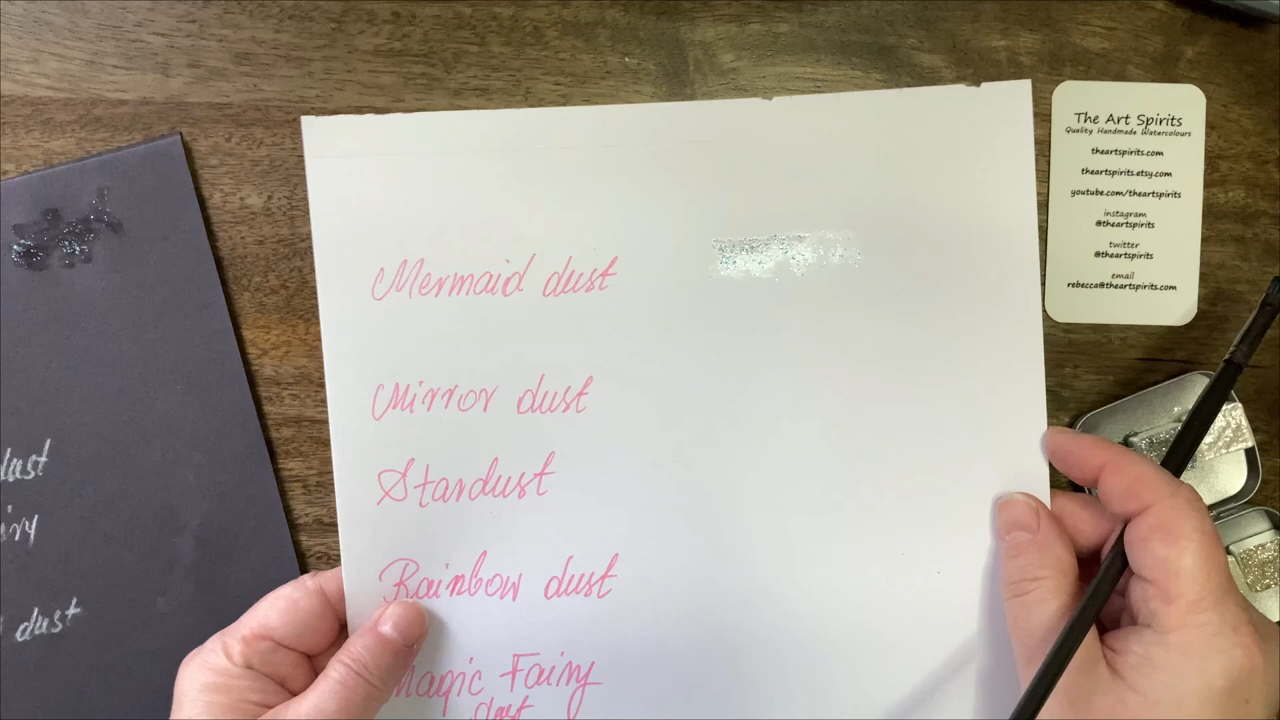 Mermaid dust
Mirror dust
Stardust
Rainbow dust
Magic Fairy
dust
The Art Spirits
Quality Handmade Watercolours
theartspirits.com
theartspirits.etsy.com
youtube.com/theartspirits
instagram
@theartspirits
twitter
@theartspirits
email
rebecca@theartspirits.com
dust